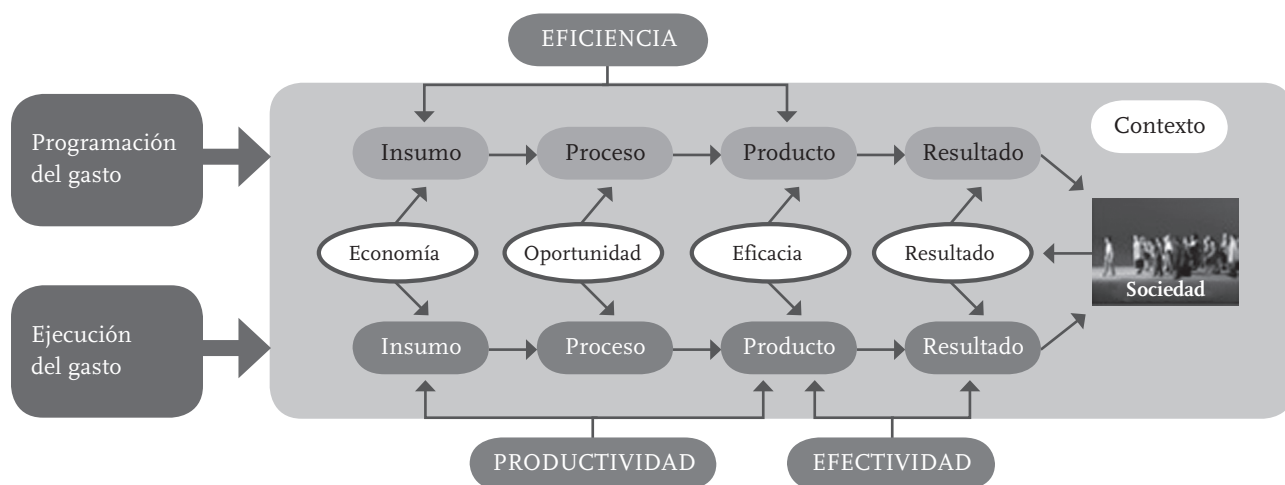 EFICIENCIA
Programación
del gasto
Contexto
Insumo
Proceso
Producto
Resultado
Economía
Oportunidad
Eficacia
Resultado
Sociedad
Ejecución
del gasto
Insumo
Proceso
Producto
Resultado
PRODUCTIVIDAD
EFECTIVIDAD